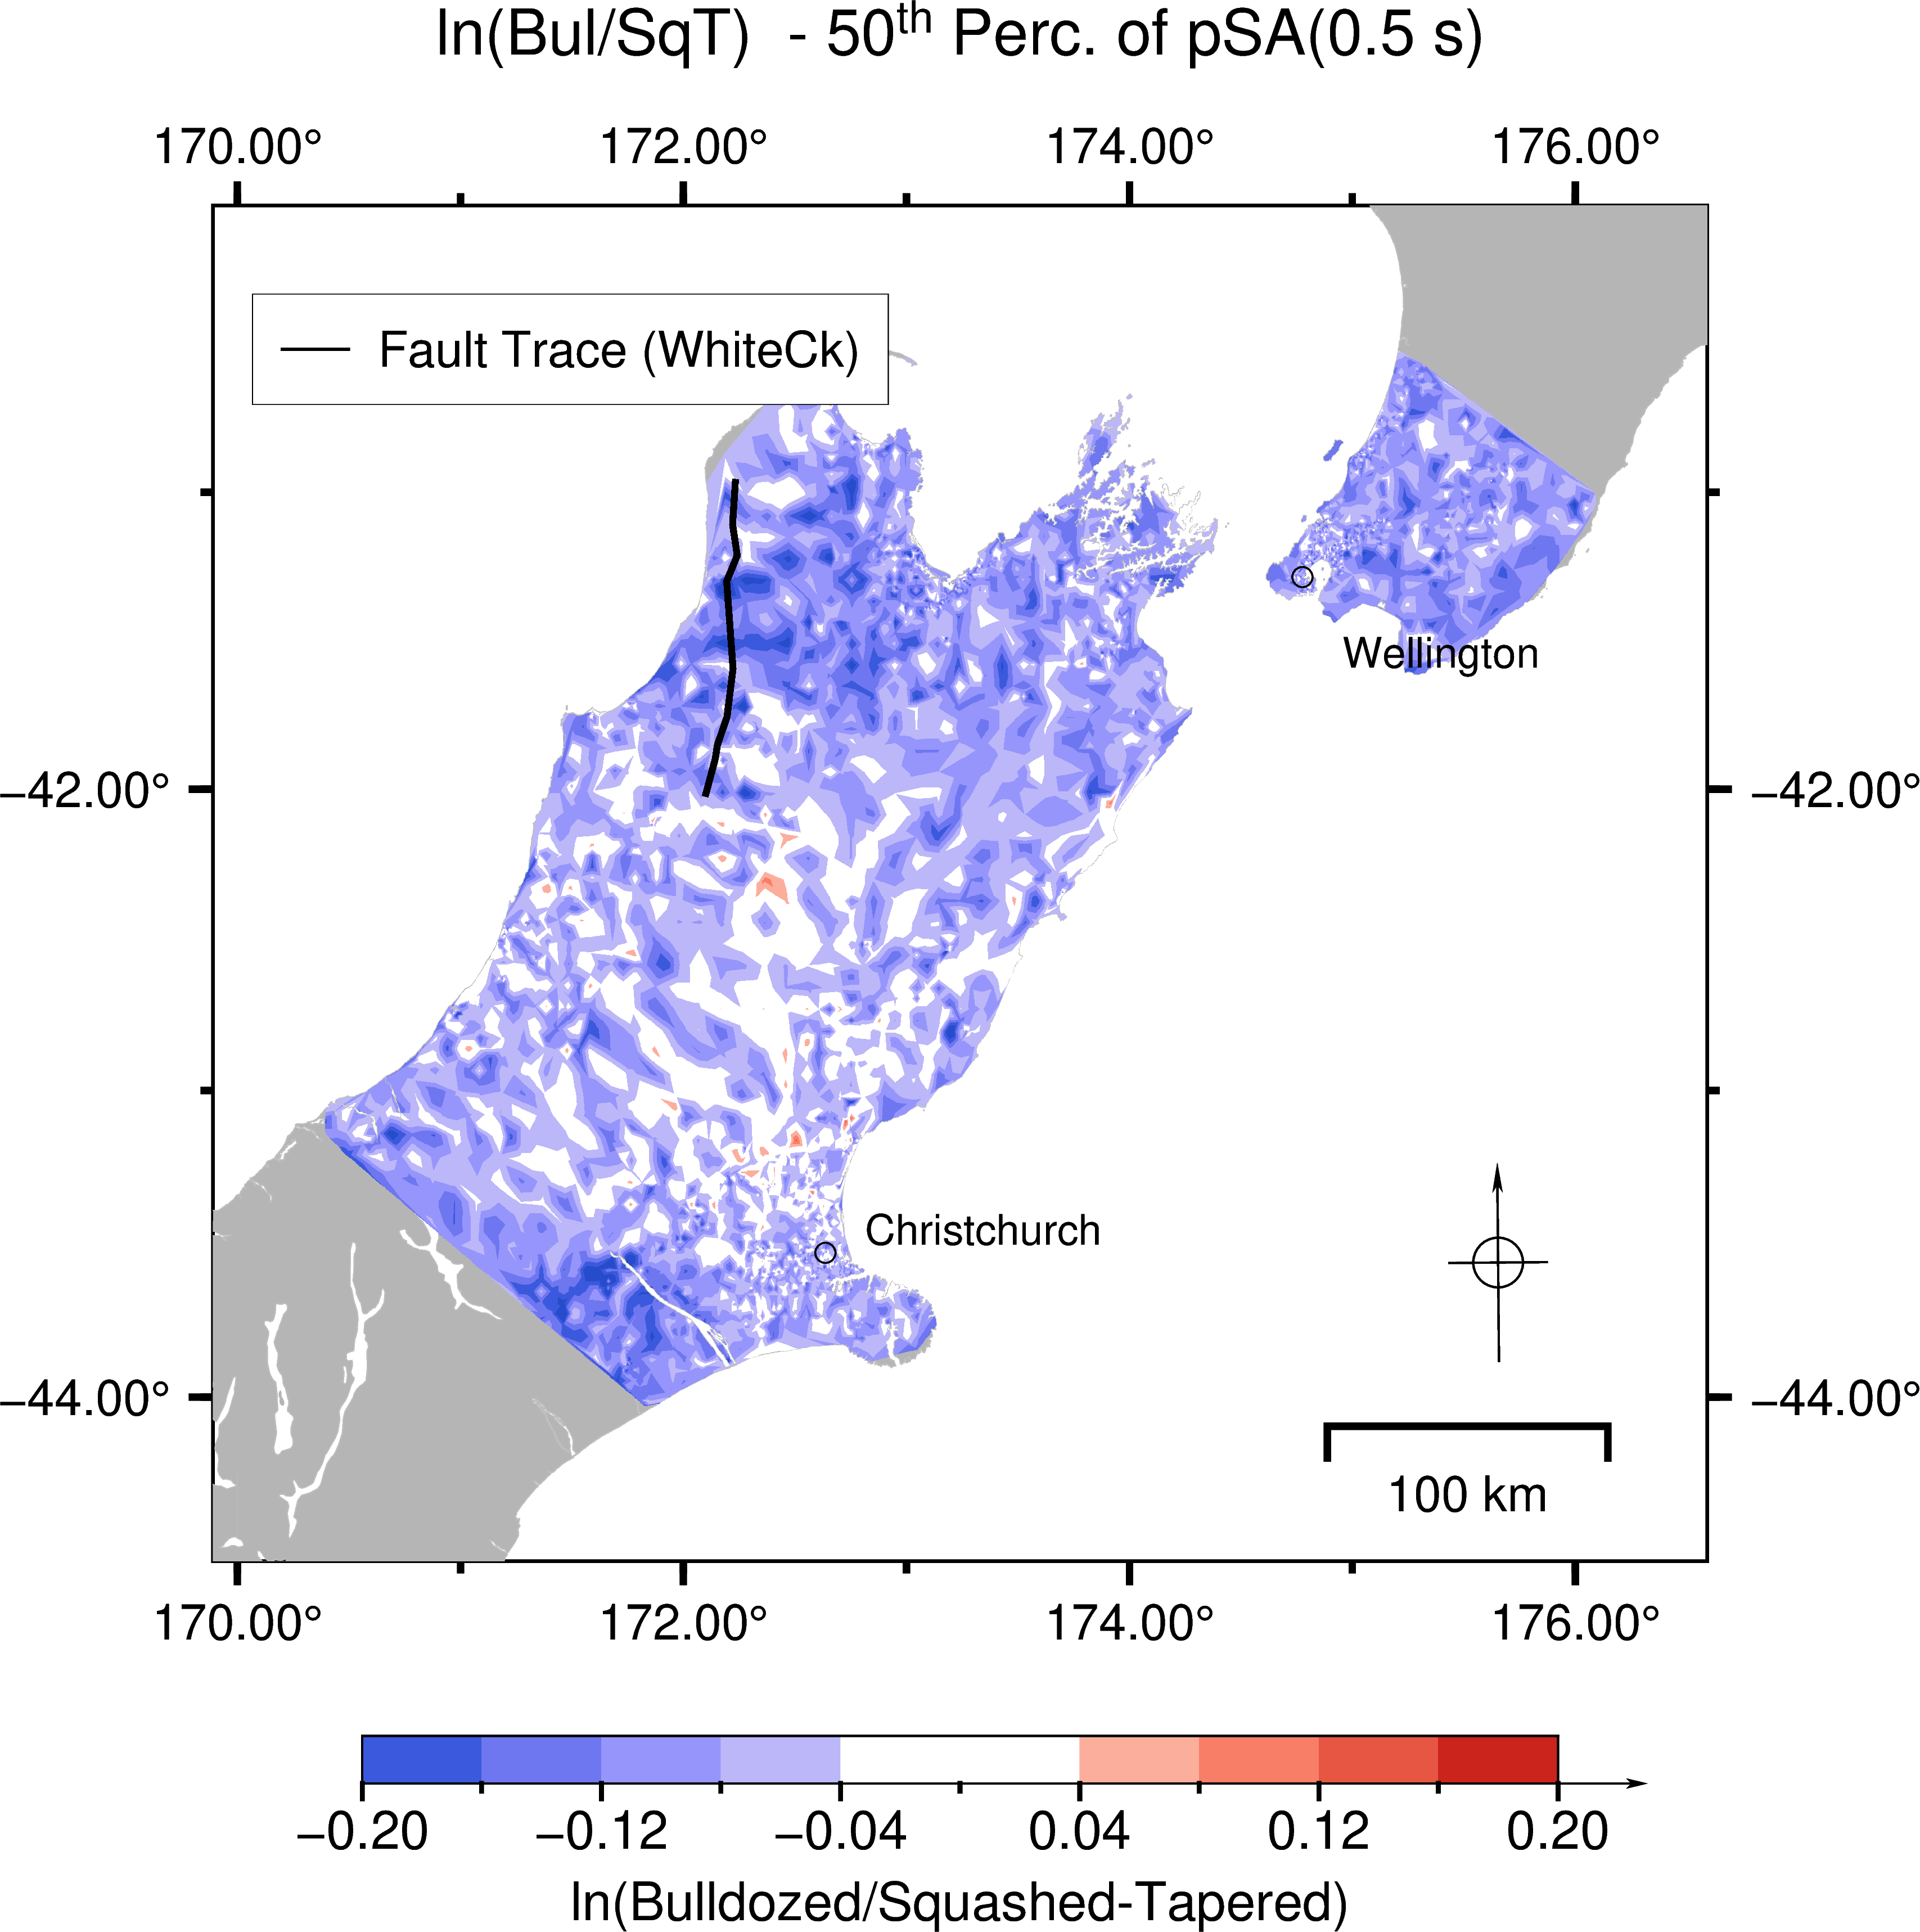 ln(Bul/SqT) - 50th Perc. of pSA(0.5 s)
170.00° 172.00° 174.00° 176.00°
Fault Trace (WhiteCk)
Wellington
−42.00° −42.00°
Christchurch
−44.00° −44.00°
100 km
170.00° 172.00° 174.00° 176.00°
−0.20 −0.12 −0.04 0.04 0.12 0.20
ln(Bulldozed/Squashed-Tapered)